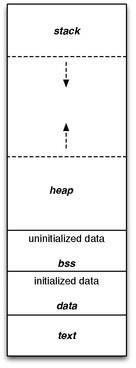 stack
heap
uninitialized data
bss
initialized data
data
text